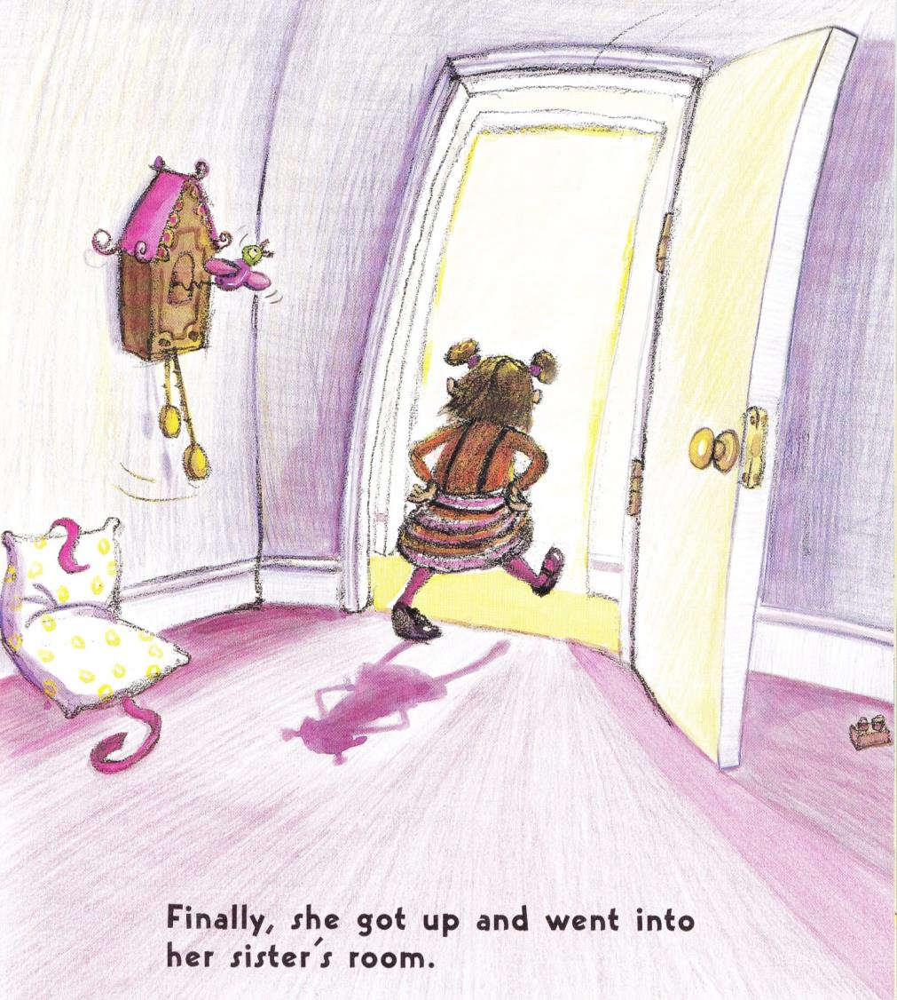 Finally, she got up and went into
her sister's room.